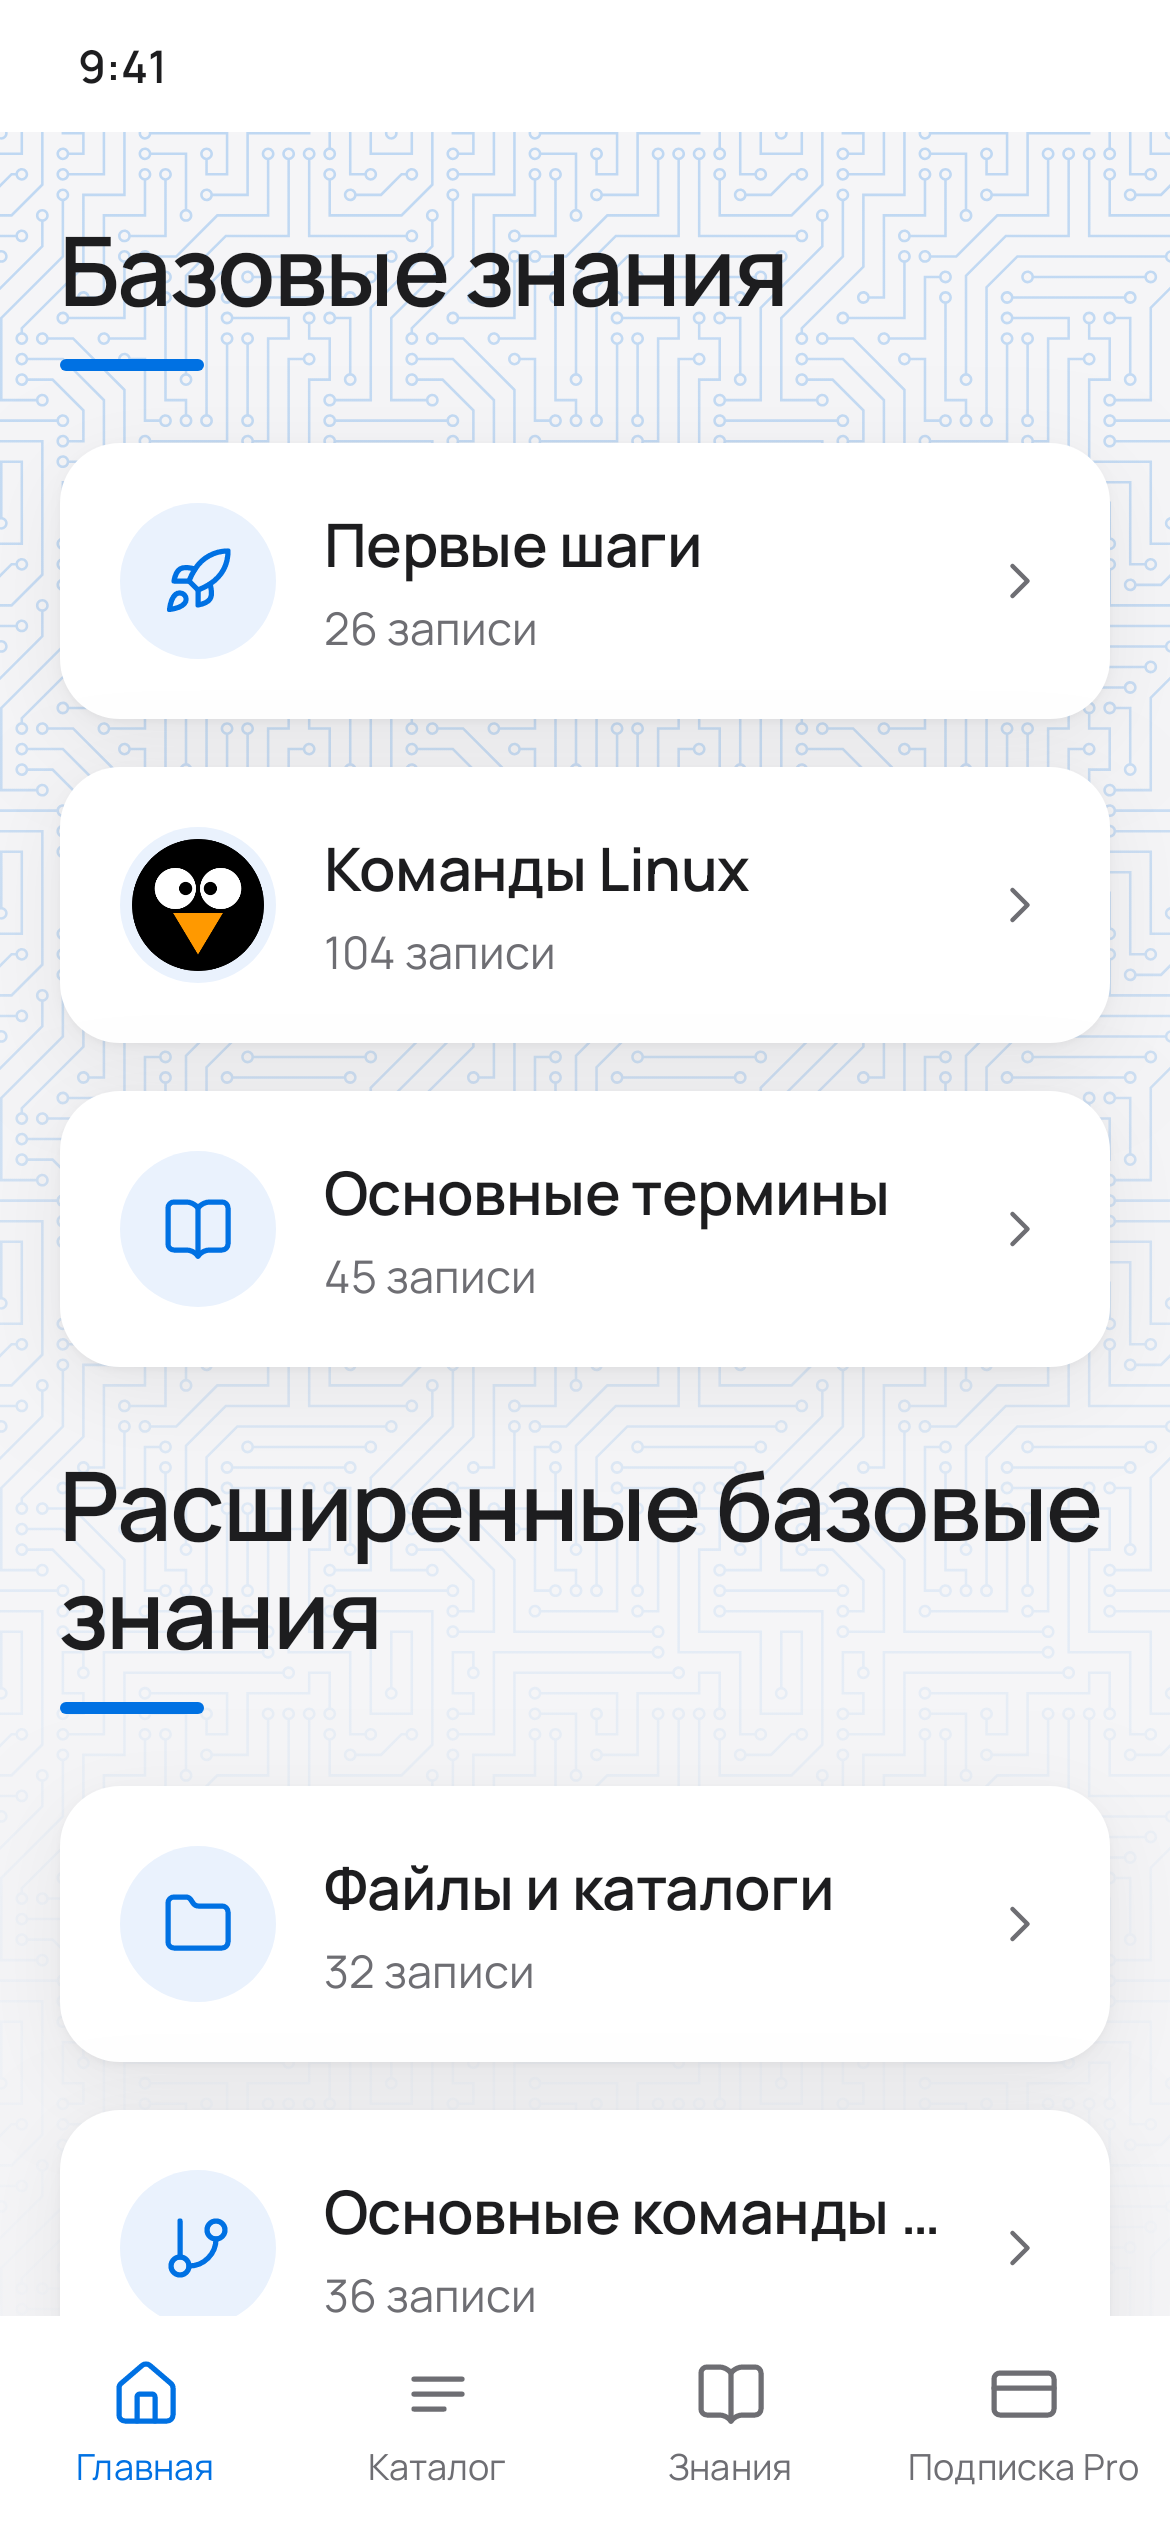 9:41
Базовые знания
Первые шаги
26 записи
Команды Linux
104 записи
Основные термины
45 записи
Расширенные базовые
знания
Файлы и каталоги
32 записи
Основные команды ...
36 записи
Главная
Каталог
Знания
Подписка Pro